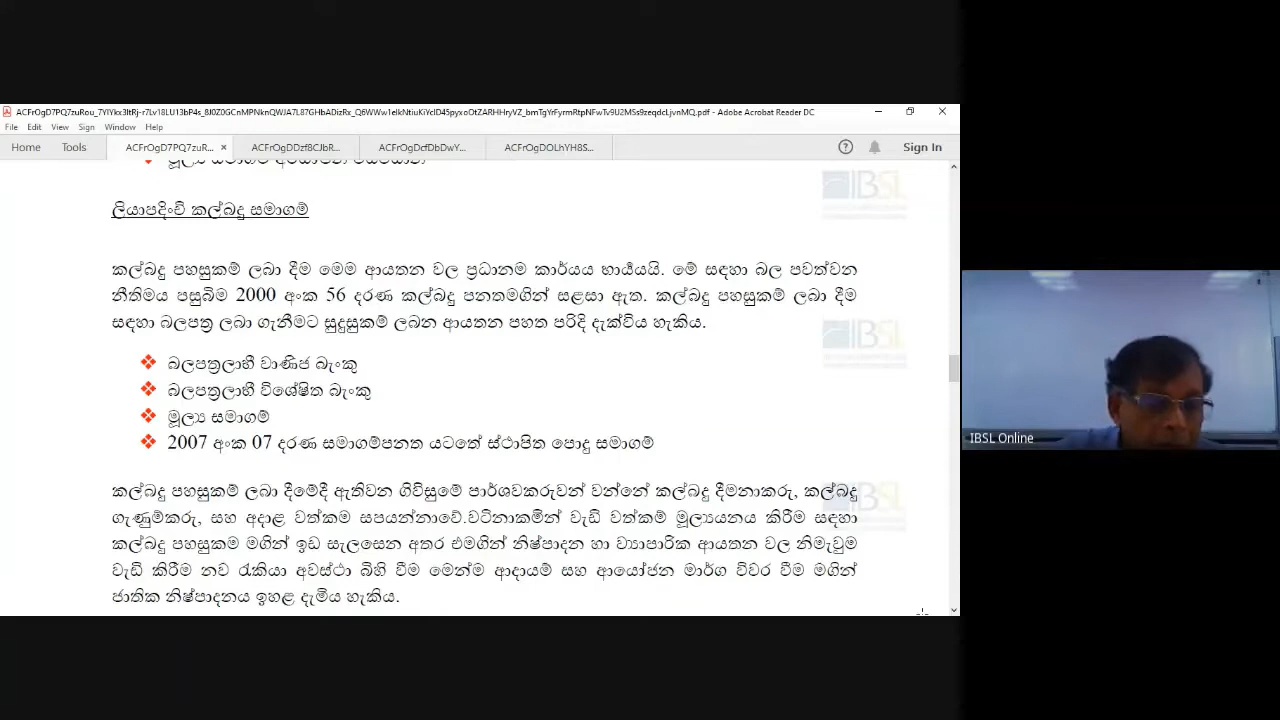 ACFrOgD7PQ7zuRou_7YIYkx3ItRj-r7Lv18LU13bP4s_8J0Z0GCnMPNknQWJA7L87GHbADizRx_Q6WWw1elkNtiuKiYclD45pyxoOtZARHHryVZ_bmTgYrFyrmRtpNFwTv9U2MSs9zeqdcLjvnMQ.pdf - Adobe Acrobat Reader DC
File Edit View Sign Window Help
Home Tools ACFrOgD7PQ7zuR... × ACFrOgDDzf8CJbR... ACFrOgDcfDbDwY... ACFrOgDOLhYH8S... Sign In
IBSL
ලියාපදිංචි කල්බදු සමාගම්
කල්බදු පහසුකම් ලබා දීම මෙම ආයතන වල ප්‍රධානම කාර්යය භාර්‍යයයි. මේ සඳහා බල පවත්වන
නීතිමය පසුබිම 2000 අංක 56 දරණ කල්බදු පනතමගින් සළසා ඇත. කල්බදු පහසුකම් ලබා දීම
සඳහා බලපත්‍ර ලබා ගැනීමට සුදුසුකම් ලබන ආයතන පහත පරිදි දැක්විය හැකිය.
IBSL
❖ බලපත්‍රලාභී වාණිජ බැංකු
❖ බලපත්‍රලාභී විශේෂිත බැංකු
❖ මූල්‍ය සමාගම්
❖ 2007 අංක 07 දරණ සමාගම්පනත යටතේ ස්ථාපිත පොදු සමාගම්
IBSL Online
කල්බදු පහසුකම් ලබා දීමේදී ඇතිවන ගිවිසුමේ පාර්ශවකරුවන් වන්නේ කල්බදු දීමනාකරු, කල්බදු
ගැණුම්කරු, සහ අදාළ වත්කම සපයන්නාවේ.වටිනාකමින් වැඩි වත්කම් මූල්‍යයනය කිරීම සඳහා
කල්බදු පහසුකම මගින් ඉඩ සැලසෙන අතර එමගින් නිෂ්පාදන හා ව්‍යාපාරික ආයතන වල නිමැවුම
වැඩි කිරීම නව රැකියා අවස්ථා බිහි වීම මෙන්ම ආදායම් සහ ආයෝජන මාර්ග විවර වීම මගින්
ජාතික නිෂ්පාදනය ඉහළ දැමිය හැකිය.